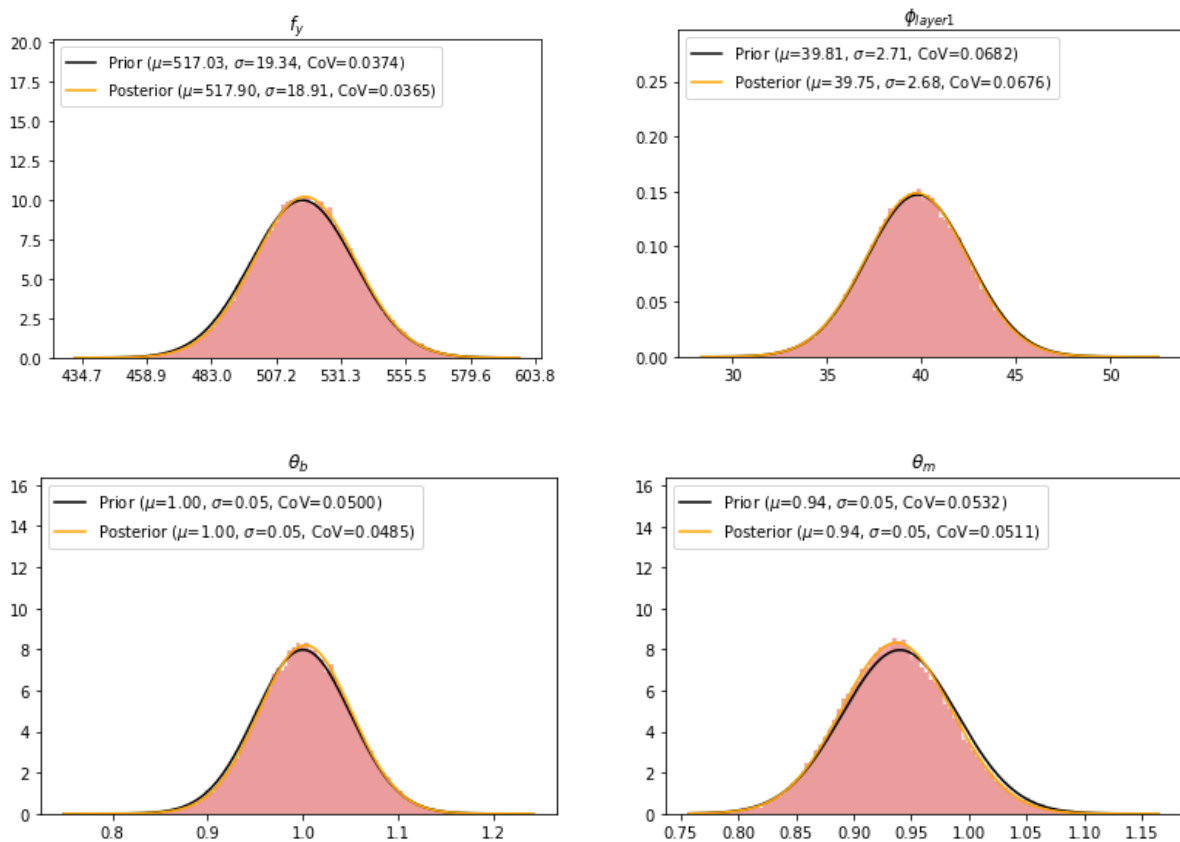 f_y
20.0
17.5
15.0
12.5
10.0
7.5
5.0
2.5
0.0
Prior (μ=517.03, σ=19.34, CoV=0.0374)
Posterior (μ=517.90, σ=18.91, CoV=0.0365)
434.7 458.9 483.0 507.2 531.3 555.5 579.6 603.8
ϕ_layer1
0.25
0.20
0.15
0.10
0.05
0.00
Prior (μ=39.81, σ=2.71, CoV=0.0682)
Posterior (μ=39.75, σ=2.68, CoV=0.0676)
30 35 40 45 50
θ_b
16
14
12
10
8
6
4
2
0
Prior (μ=1.00, σ=0.05, CoV=0.0500)
Posterior (μ=1.00, σ=0.05, CoV=0.0485)
0.8 0.9 1.0 1.1 1.2
θ_m
16
14
12
10
8
6
4
2
0
Prior (μ=0.94, σ=0.05, CoV=0.0532)
Posterior (μ=0.94, σ=0.05, CoV=0.0511)
0.75 0.80 0.85 0.90 0.95 1.00 1.05 1.10 1.15